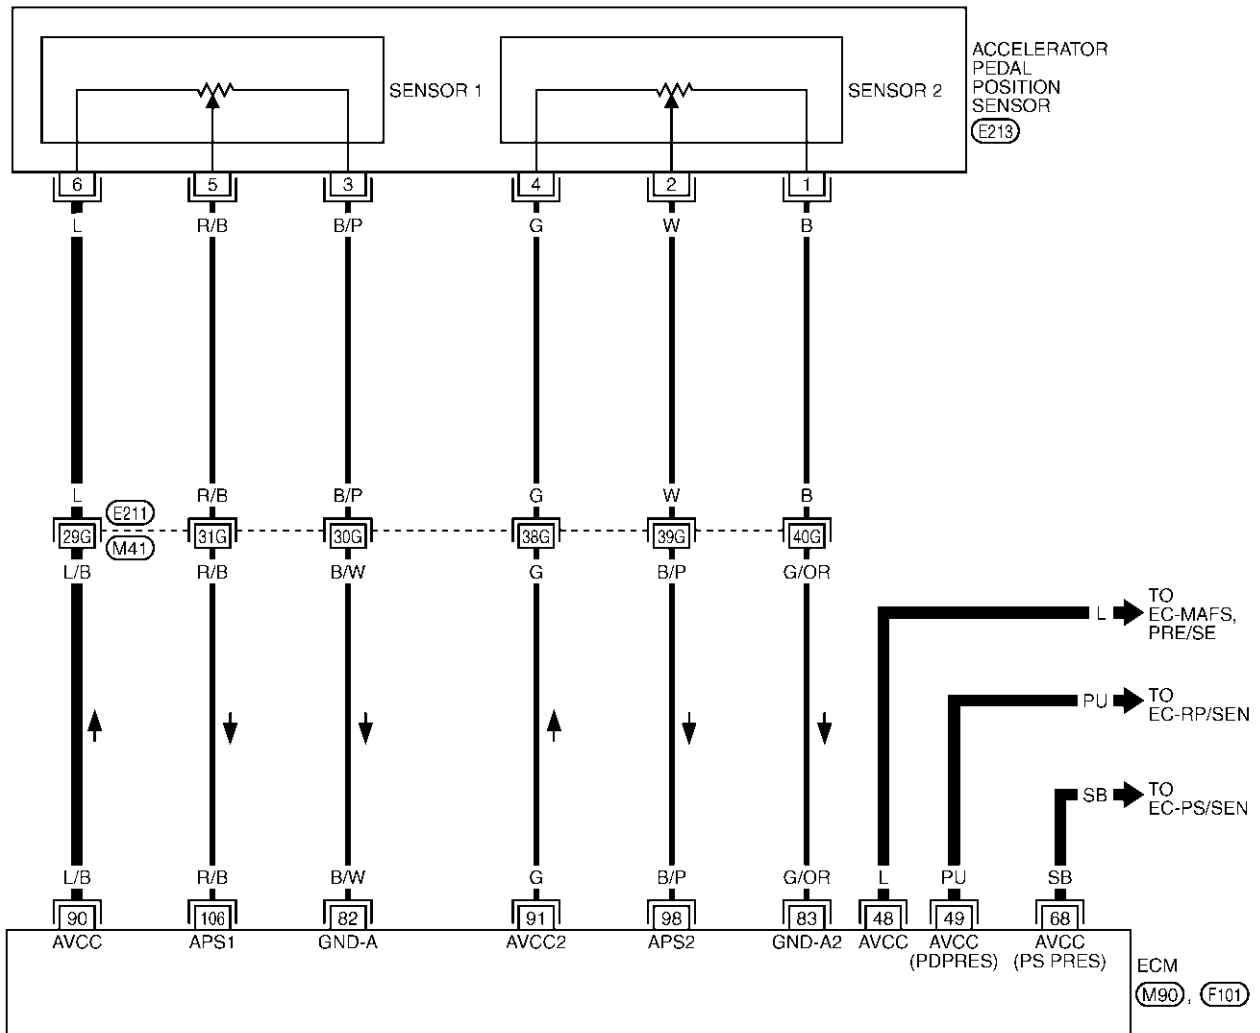 SENSOR 1
SENSOR 2
ACCELERATOR
PEDAL
POSITION
SENSOR
E213
6 5 3 4 2 1
L R/B B/P G W B
L R/B B/P G W B
E211
29G 31G 30G 38G 39G 40G
M41
L/B R/B B/W G B/P G/OR
L
TO
EC-MAFS,
PRE/SE
PU
TO
EC-RP/SEN
SB
TO
EC-PS/SEN
L/B R/B B/W G B/P G/OR L PU SB
90 106 82 91 98 83 48 49 68
AVCC APS1 GND-A AVCC2 APS2 GND-A2 AVCC AVCC AVCC
(PDPRES) (PS PRES)
ECM
M90 , F101